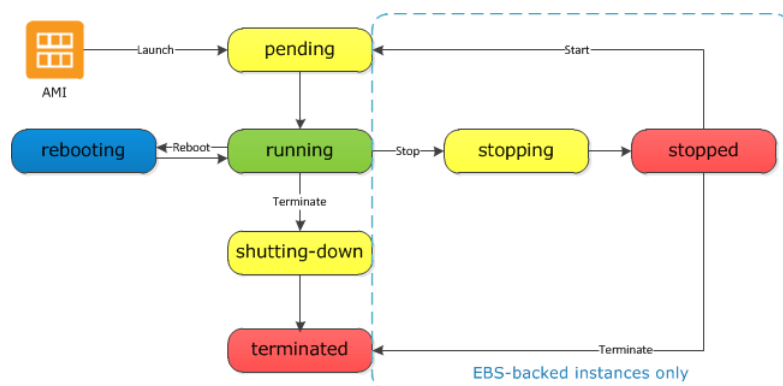 Launch
pending
Start
AMI
rebooting
Reboot
running
Stop
stopping
stopped
Terminate
shutting-down
terminated
Terminate
EBS-backed instances only